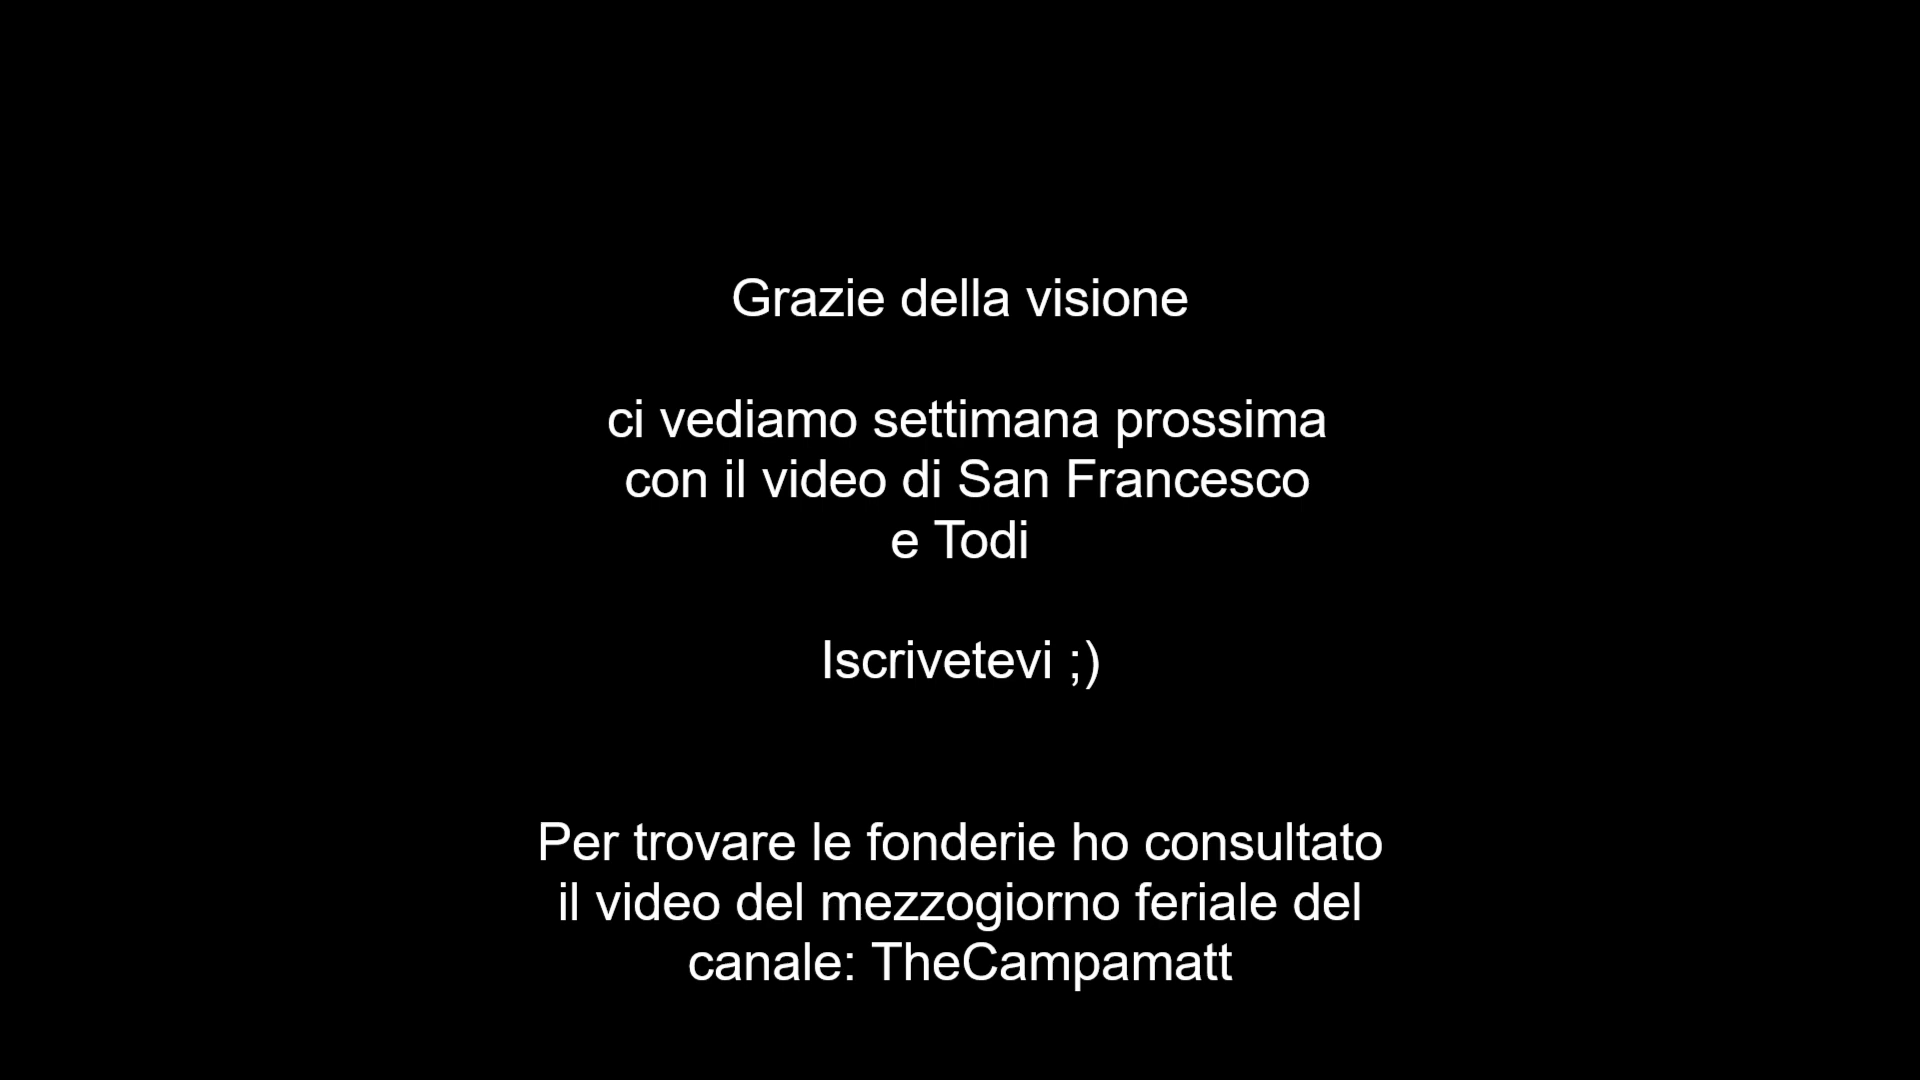 Grazie della visione
ci vediamo settimana prossima
con il video di San Francesco
e Todi
Iscrivetevi ;)
Per trovare le fonderie ho consultato
il video del mezzogiorno feriale del
canale: TheCampamatt